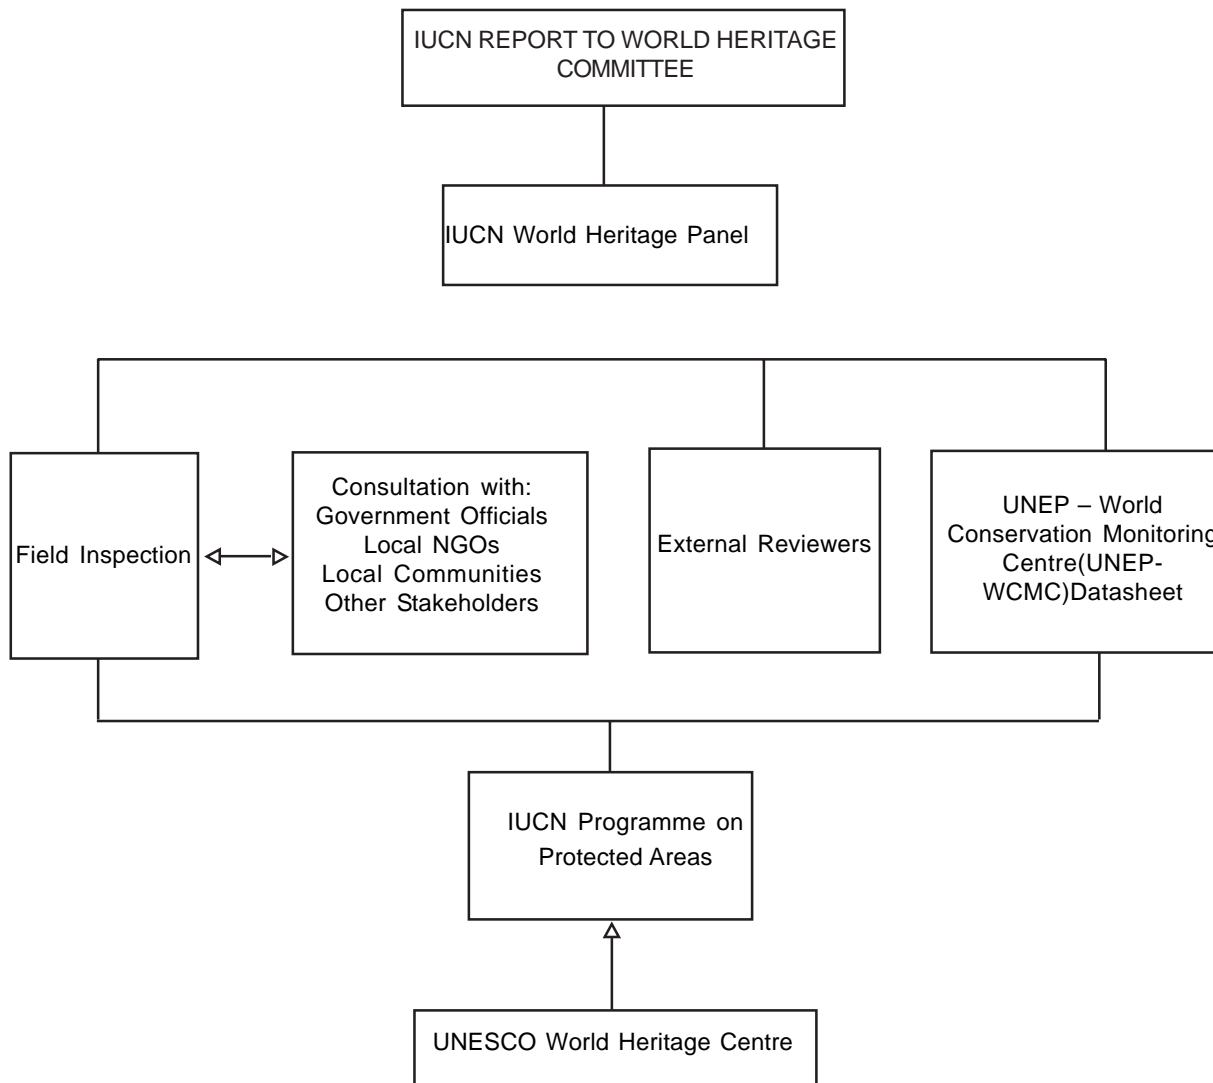 IUCN REPORT TO WORLD HERITAGE
COMMITTEE
IUCN World Heritage Panel
Field Inspection
Consultation with:
Government Officials
Local NGOs
Local Communities
Other Stakeholders
External Reviewers
UNEP – World
Conservation Monitoring
Centre(UNEP-
WCMC)Datasheet
IUCN Programme on
Protected Areas
UNESCO World Heritage Centre